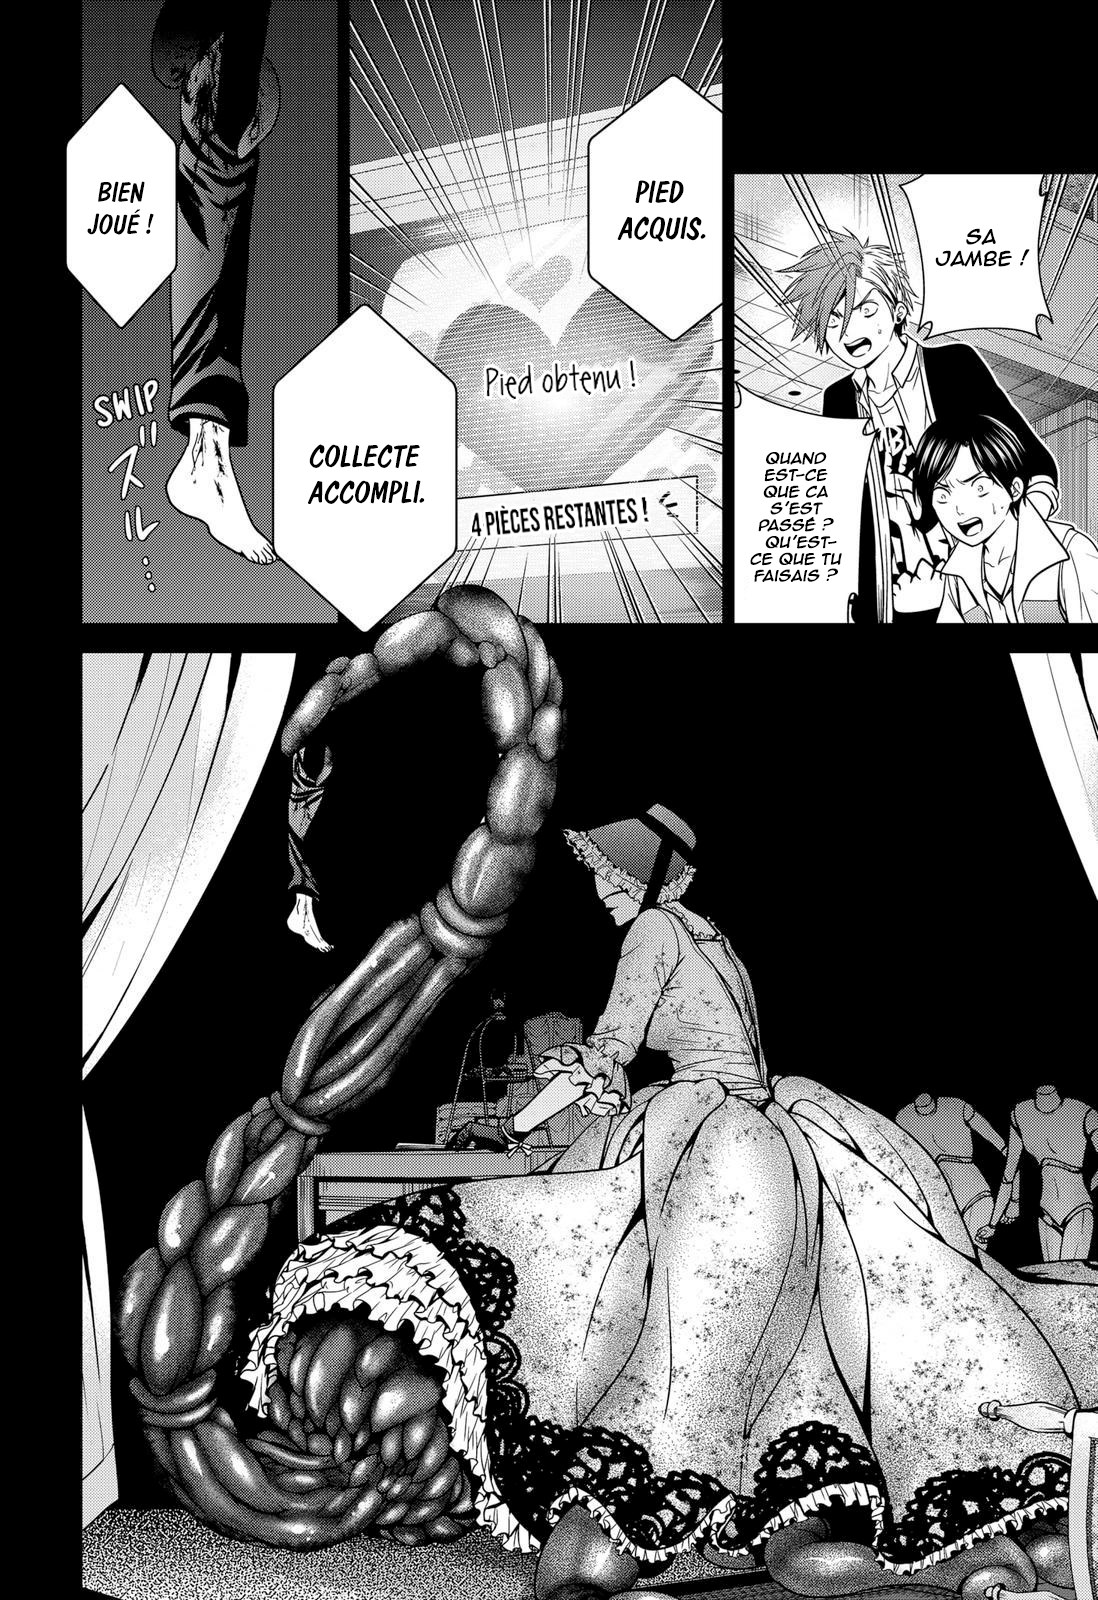 SA
JAMBE !
QUAND
EST-CE
QUE CA
S'EST
PASSÉ ?
QU'EST-
CE QUE TU
FAISAIS ?
PIED
ACQUIS.
Pied obtenu !
4 PIÈCES RESTANTES !
COLLECTE
ACCOMPLI.
BIEN
JOUÉ !
SWIP
ズル...